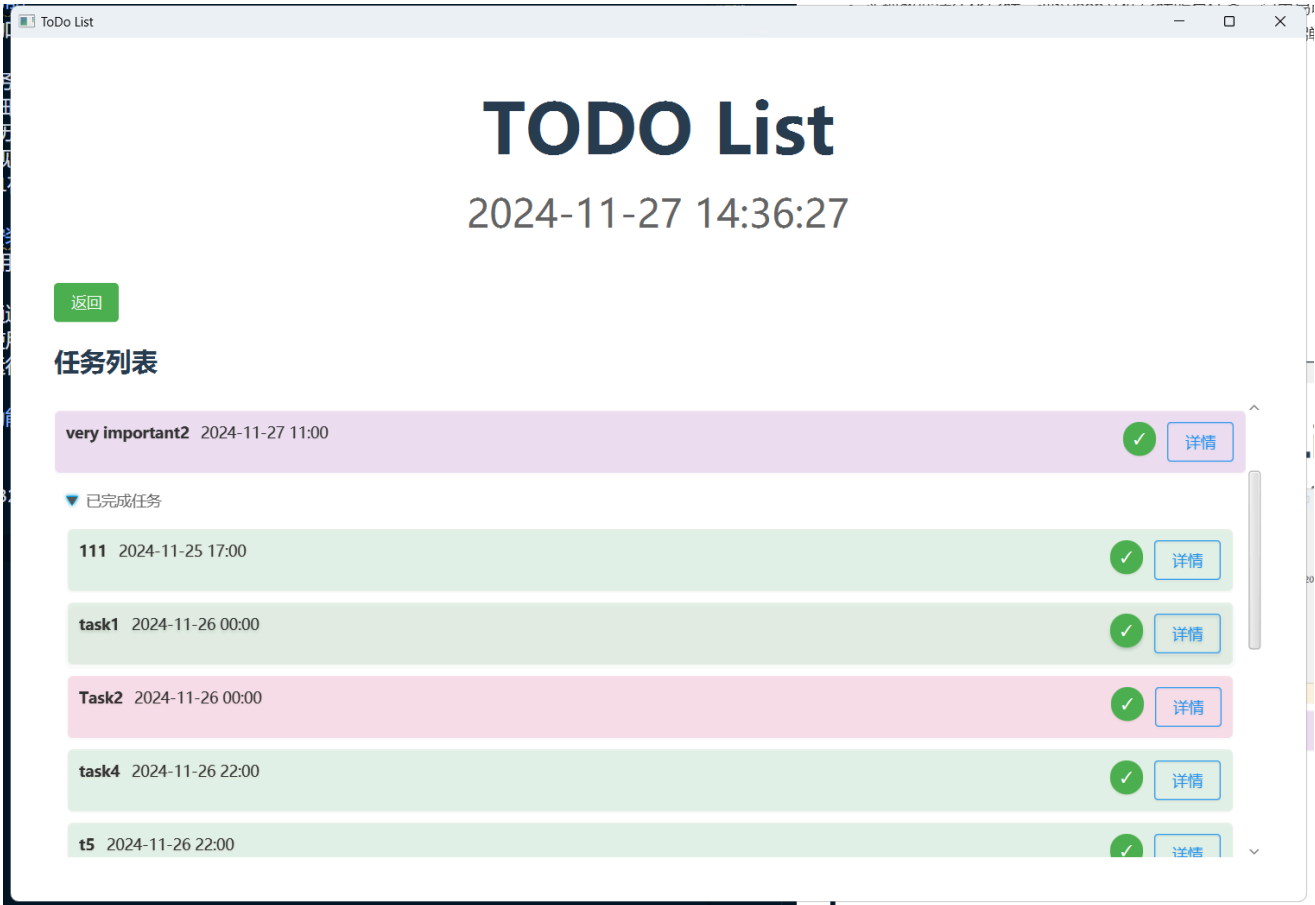 ToDo List
TODO List
2024-11-27 14:36:27
返回
任务列表
very important2 2024-11-27 11:00 ✓ 详情
▼ 已完成任务
111 2024-11-25 17:00 ✓ 详情
task1 2024-11-26 00:00 ✓ 详情
Task2 2024-11-26 00:00 ✓ 详情
task4 2024-11-26 22:00 ✓ 详情
t5 2024-11-26 22:00 ✓ 详情